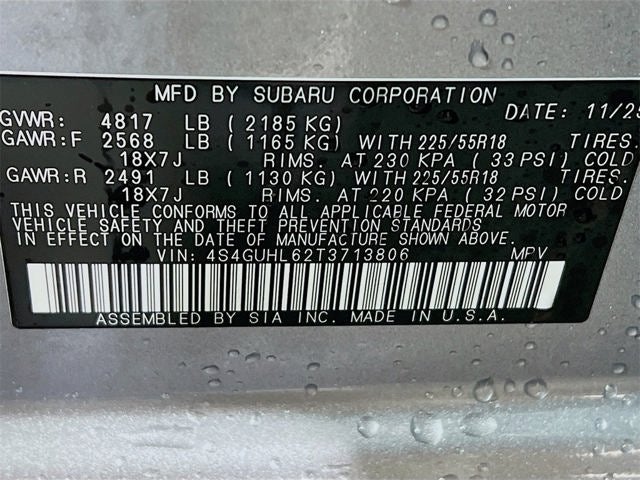 MFD BY SUBARU CORPORATION DATE: 11/25
GVWR: 4817 LB ( 2185 KG)
GAWR:F 2568 LB ( 1165 KG) WITH 225/55R18 TIRES.
18X7J RIMS. AT 230 KPA ( 33 PSI) COLD
GAWR:R 2491 LB ( 1130 KG) WITH 225/55R18 TIRES.
18X7J RIMS. AT 220 KPA ( 32 PSI) COLD
THIS VEHICLE CONFORMS TO ALL APPLICABLE FEDERAL MOTOR
VEHICLE SAFETY AND THEFT PREVENTION STANDARDS
IN EFFECT ON THE DATE OF MANUFACTURE SHOWN ABOVE.
VIN: 4S4GUHL62T3713806 MPV
ASSEMBLED BY SIA INC. MADE IN U.S.A.